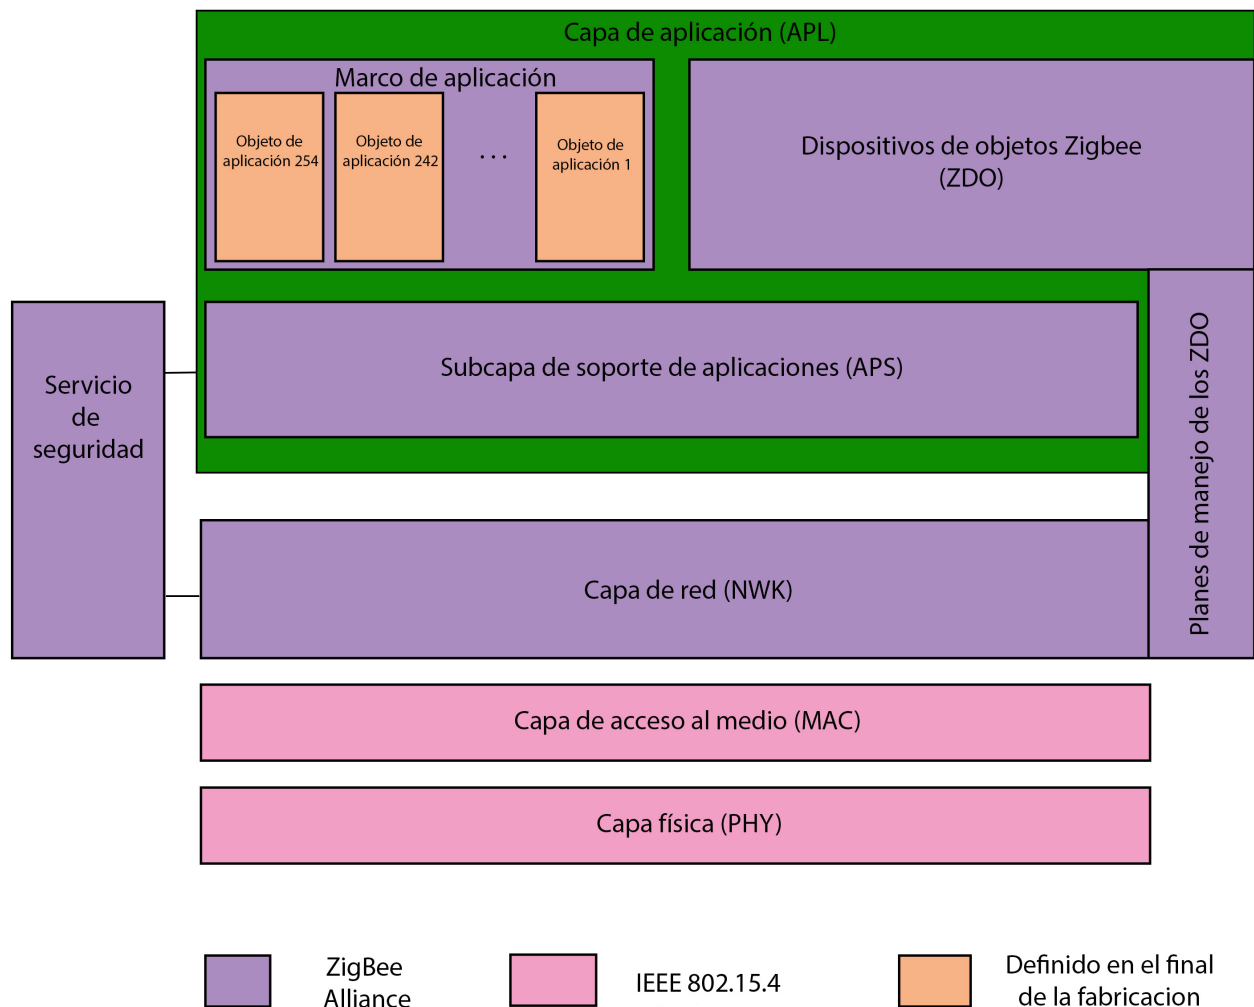 Capa de aplicación (APL)
Marco de aplicación
Objeto de
aplicación 254
Objeto de
aplicación 242
...
Objeto de
aplicación 1
Dispositivos de objetos Zigbee
(ZDO)
Servicio
de
seguridad
Subcapa de soporte de aplicaciones (APS)
Planes de manejo de los ZDO
Capa de red (NWK)
Capa de acceso al medio (MAC)
Capa física (PHY)
ZigBee
Alliance
IEEE 802.15.4
Definido en el final
de la fabricacion